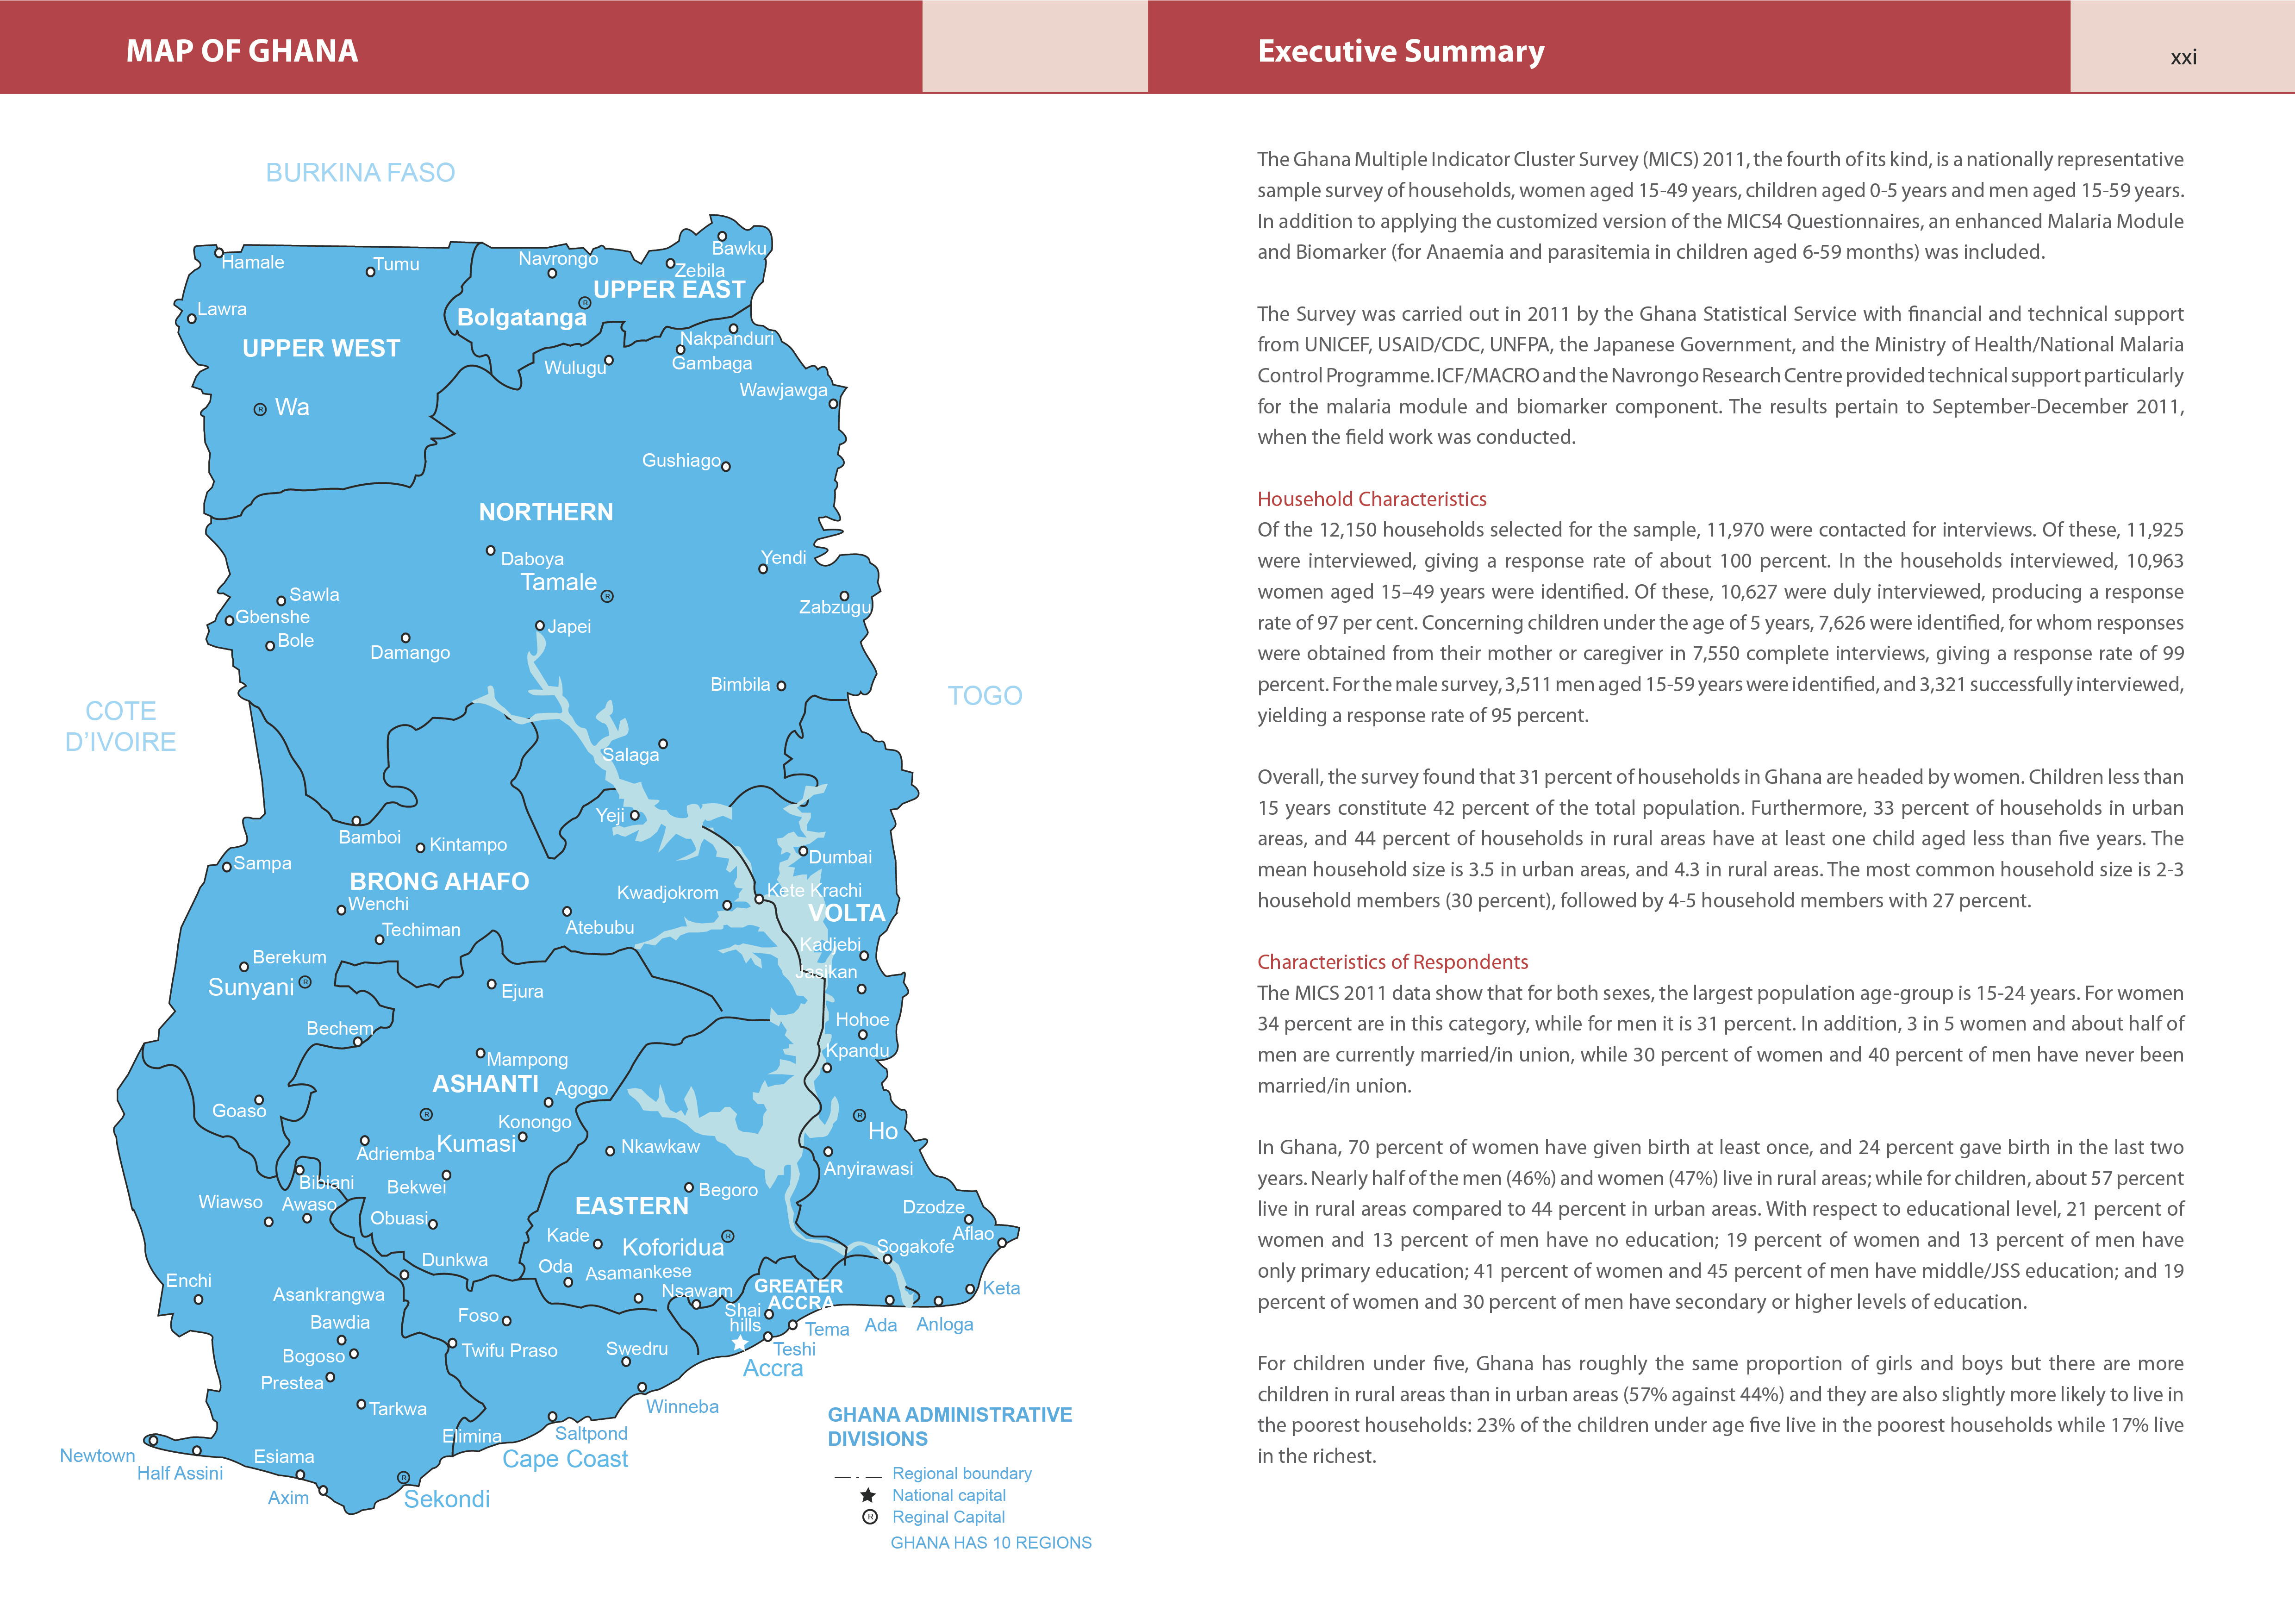 MAP OF GHANA
BURKINA FASO
Hamale
Tumu
Navrongo
Bawku
Zebila
UPPER EAST
Lawra
Bolgatanga
UPPER WEST
Nakpanduri
Wulugu
Gambaga
Wawjawga
Wa
Gushiago
NORTHERN
Daboya
Yendi
Tamale
Sawla
Zabzugu
Gbenshe
Japei
Bole
Damango
Bimbila
TOGO
COTE
D'IVOIRE
Salaga
Yeji
Bamboi
Kintampo
Dumbai
Sampa
BRONG AHAFO
Kwadjokrom
Kete Krachi
Wenchi
VOLTA
Techiman
Atebubu
Kadjebi
Berekum
Jasikan
Sunyani
Ejura
Bechem
Hohoe
Kpandu
Mampong
ASHANTI
Agogo
Goaso
Konongo
Ho
Kumasi
Adriemba
Nkawkaw
Anyirawasi
Bibiani
Bekwei
Begoro
Wiawso
Awaso
EASTERN
Dzodze
Obuasi
Kade
Koforidua
Aflao
Sogakofe
Dunkwa
Oda
Asamankese
Enchi
GREATER
ACCRA
Nsawam
Keta
Asankrangwa
Shai
hills
Foso
Bawdia
Tema
Ada
Anloga
Bogoso
Twifu Praso
Swedru
Teshi
Accra
Prestea
Tarkwa
Winneba
Elimina
Saltpond
Newtown
Esiama
Cape Coast
Half Assini
Axim
Sekondi
GHANA ADMINISTRATIVE
DIVISIONS
Regional boundary
National capital
R Reginal Capital
GHANA HAS 10 REGIONS
Executive Summary
xxi
The Ghana Multiple Indicator Cluster Survey (MICS) 2011, the fourth of its kind, is a nationally representative
sample survey of households, women aged 15-49 years, children aged 0-5 years and men aged 15-59 years.
In addition to applying the customized version of the MICS4 Questionnaires, an enhanced Malaria Module
and Biomarker (for Anaemia and parasitemia in children aged 6-59 months) was included.
The Survey was carried out in 2011 by the Ghana Statistical Service with financial and technical support
from UNICEF, USAID/CDC, UNFPA, the Japanese Government, and the Ministry of Health/National Malaria
Control Programme. ICF/MACRO and the Navrongo Research Centre provided technical support particularly
for the malaria module and biomarker component. The results pertain to September-December 2011,
when the field work was conducted.
Household Characteristics
Of the 12,150 households selected for the sample, 11,970 were contacted for interviews. Of these, 11,925
were interviewed, giving a response rate of about 100 percent. In the households interviewed, 10,963
women aged 15–49 years were identified. Of these, 10,627 were duly interviewed, producing a response
rate of 97 per cent. Concerning children under the age of 5 years, 7,626 were identified, for whom responses
were obtained from their mother or caregiver in 7,550 complete interviews, giving a response rate of 99
percent. For the male survey, 3,511 men aged 15-59 years were identified, and 3,321 successfully interviewed,
yielding a response rate of 95 percent.
Overall, the survey found that 31 percent of households in Ghana are headed by women. Children less than
15 years constitute 42 percent of the total population. Furthermore, 33 percent of households in urban
areas, and 44 percent of households in rural areas have at least one child aged less than five years. The
mean household size is 3.5 in urban areas, and 4.3 in rural areas. The most common household size is 2-3
household members (30 percent), followed by 4-5 household members with 27 percent.
Characteristics of Respondents
The MICS 2011 data show that for both sexes, the largest population age-group is 15-24 years. For women
34 percent are in this category, while for men it is 31 percent. In addition, 3 in 5 women and about half of
men are currently married/in union, while 30 percent of women and 40 percent of men have never been
married/in union.
In Ghana, 70 percent of women have given birth at least once, and 24 percent gave birth in the last two
years. Nearly half of the men (46%) and women (47%) live in rural areas; while for children, about 57 percent
live in rural areas compared to 44 percent in urban areas. With respect to educational level, 21 percent of
women and 13 percent of men have no education; 19 percent of women and 13 percent of men have
only primary education; 41 percent of women and 45 percent of men have middle/JSS education; and 19
percent of women and 30 percent of men have secondary or higher levels of education.
For children under five, Ghana has roughly the same proportion of girls and boys but there are more
children in rural areas than in urban areas (57% against 44%) and they are also slightly more likely to live in
the poorest households: 23% of the children under age five live in the poorest households while 17% live
in the richest.